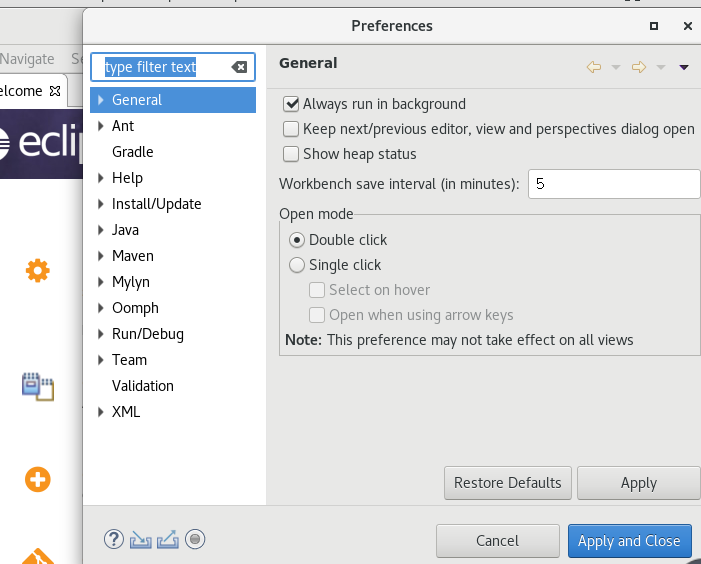 Preferences
Navigate
type filter text
General
elcome
General
Always run in background
Ant
Keep next/previous editor, view and perspectives dialog open
eclip
Gradle
Show heap status
Help
Workbench save interval (in minutes): 5
Install/Update
Open mode
Java
Double click
Maven
Single click
Mylyn
Select on hover
Oomph
Open when using arrow keys
Run/Debug
Note: This preference may not take effect on all views
Team
Validation
XML
Restore Defaults Apply
Cancel Apply and Close